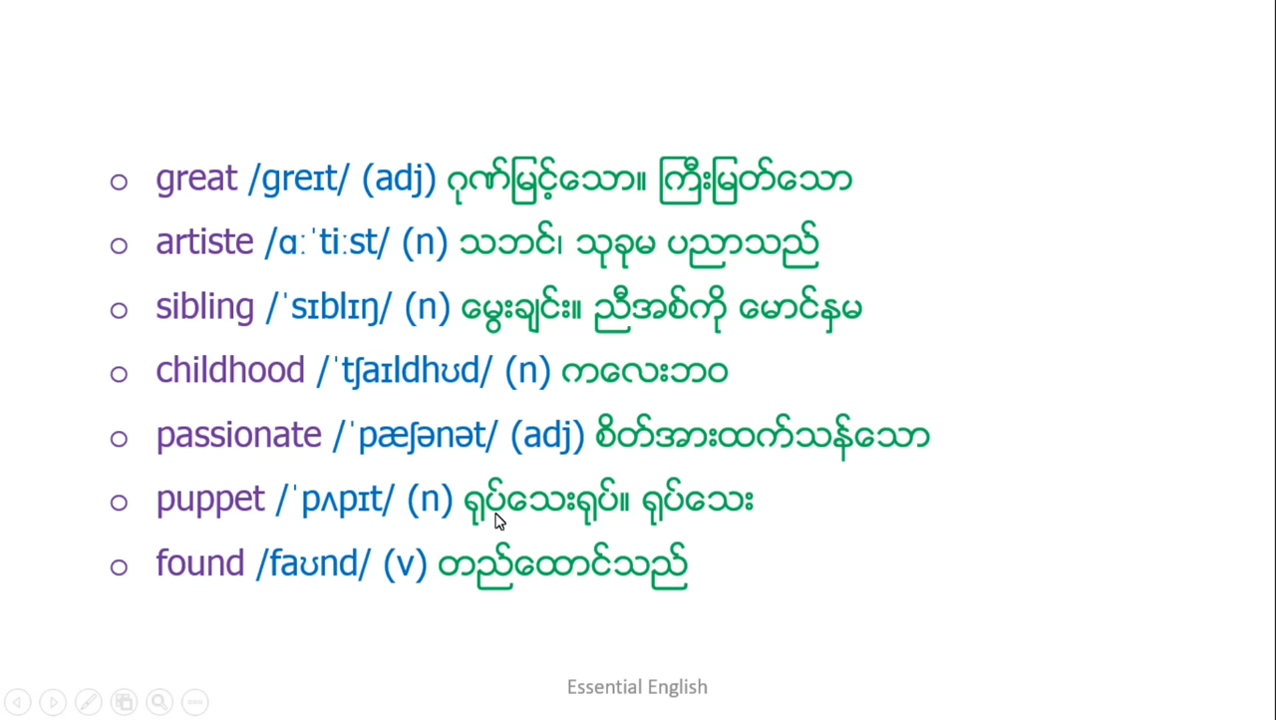 great /ɡreɪt/ (adj) ဂုဏ်မြင့်သော။ ကြီးမြတ်သော
artiste /ɑːˈtiːst/ (n) သဘင်၊ သုခုမ ပညာသည်
sibling /ˈsɪblɪŋ/ (n) မွေးချင်း။ ညီအစ်ကို မောင်နှမ
childhood /ˈtʃaɪldhʊd/ (n) ကလေးဘဝ
passionate /ˈpæʃənət/ (adj) စိတ်အားထက်သန်သော
puppet /ˈpʌpɪt/ (n) ရုပ်သေးရုပ်။ ရုပ်သေး
found /faʊnd/ (v) တည်ထောင်သည်
Essential English